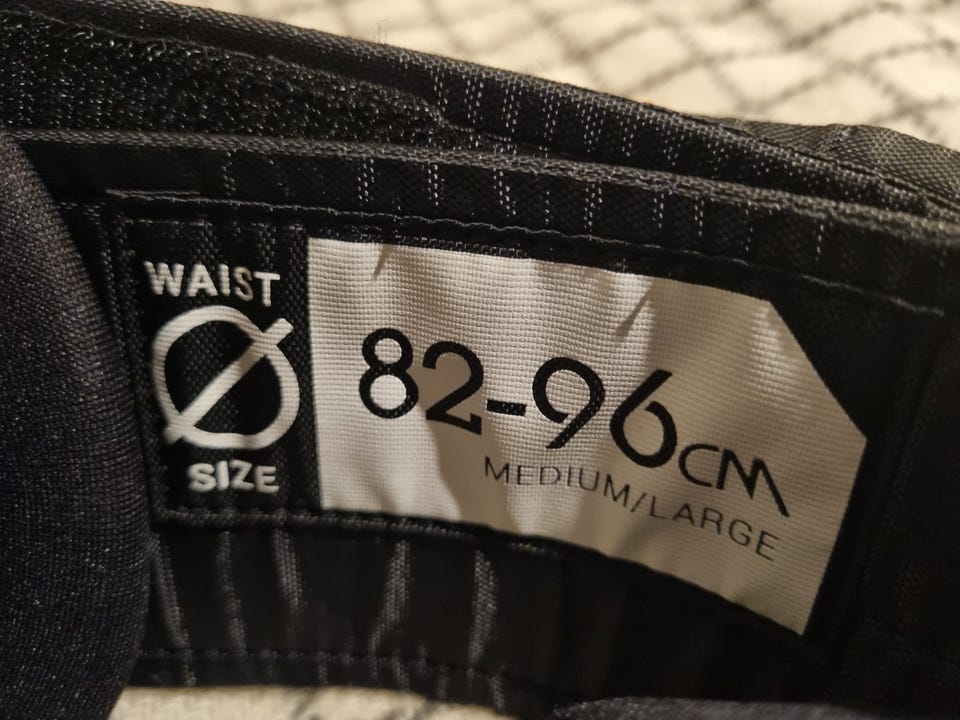 WAIST
Ø
SIZE
82-96CM
MEDIUM/LARGE